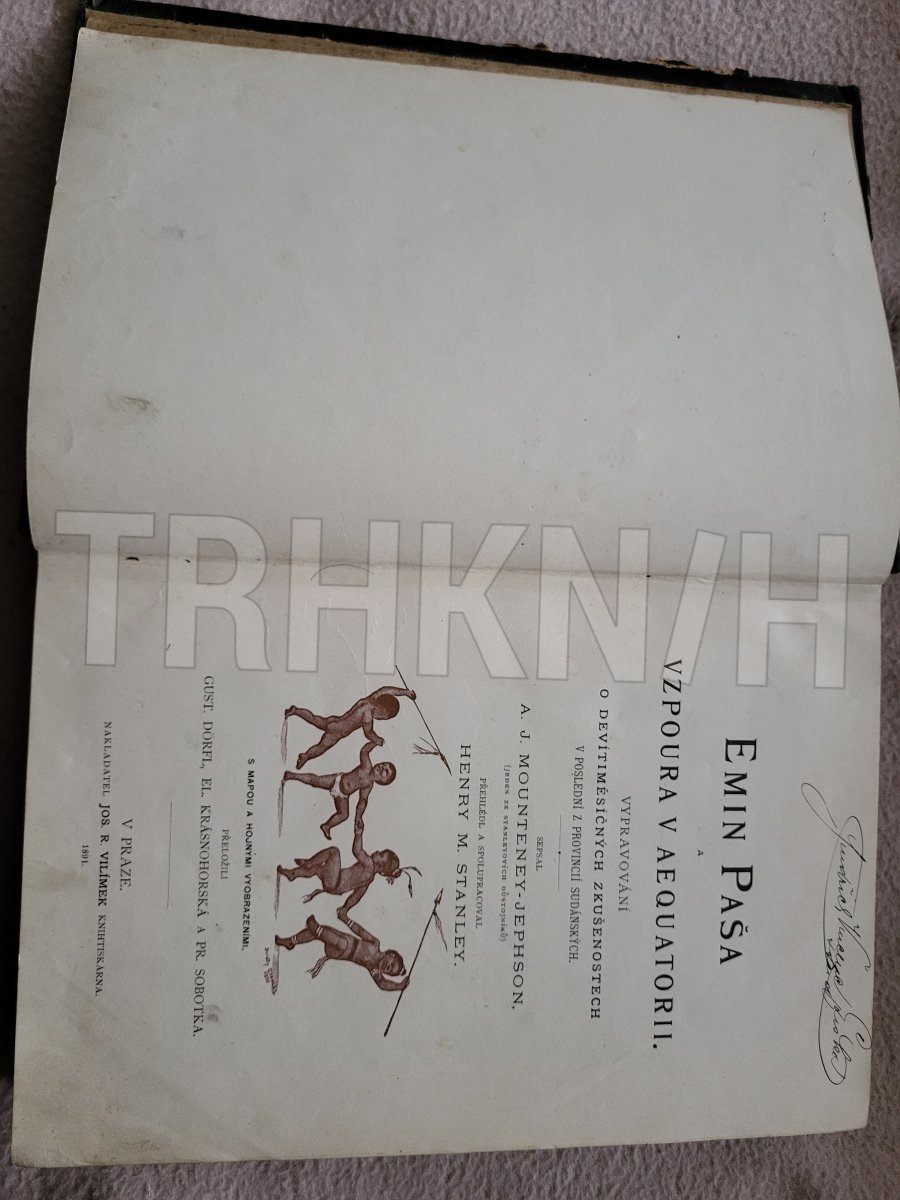 Jindřich
EMIN PAŠA
A
VZPOURA V AEQUATORII.
VYPRAVOVÁNÍ
O DEVÍTIMĚSÍČNÝCH ZKUŠENOSTECH
V POSLEDNÍ Z PROVINCIÍ SUDÁNSKÝCH.
SEPSAL
A. J. MOUNTENEY-JEPHSON,
(JEDEN ZE STANLEYOVÝCH DŮSTOJNÍKŮ)
PŘEHLÉDL A SPOLUPRACOVAL
HENRY M. STANLEY.
S MAPOU A HOJNÝMI VYOBRAZENÍMI.
PŘELOŽILI
GUST. DÖRFL, EL. KRÁSNOHORSKÁ A PR. SOBOTKA.
V PRAZE.
NAKLADATEL JOS. R. VILÍMEK KNIHTISKÁRNA.
1891.
TRHKNIH